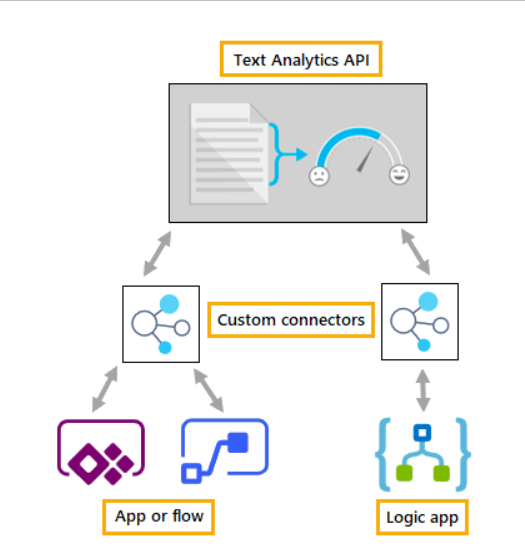 Text Analytics API
Custom connectors
App or flow
Logic app